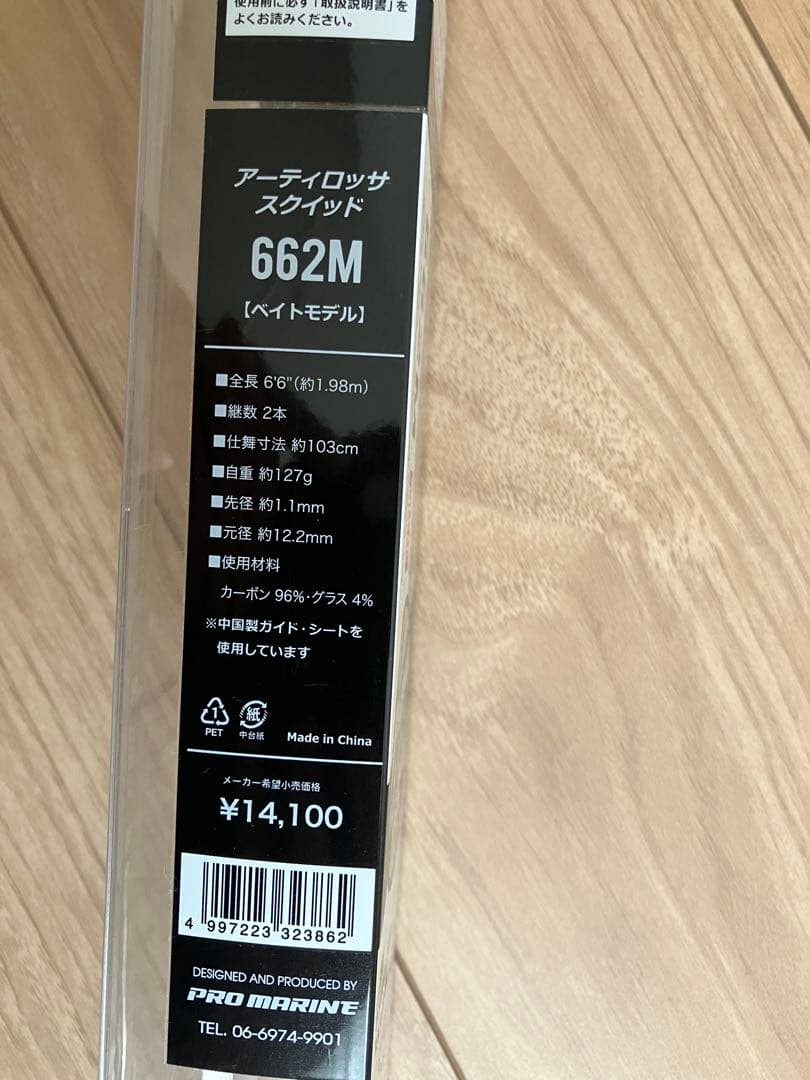 使用前に必ず「取扱説明書」を
よくお読みください。
アーティロッサ
スクイッド
662M
【ベイトモデル】
■全長 6'6"(約1.98m)
■継数 2本
■仕舞寸法 約103cm
■自重 約127g
■先径 約1.1mm
■元径 約12.2mm
■使用材料
カーボン 96%・グラス 4%
※中国製ガイド・シートを
使用しています
1
PET
紙
中台紙
Made in China
メーカー希望小売価格
¥14,100
4 997223 323862
DESIGNED AND PRODUCED BY
PRO MARINE
TEL. 06-6974-9901